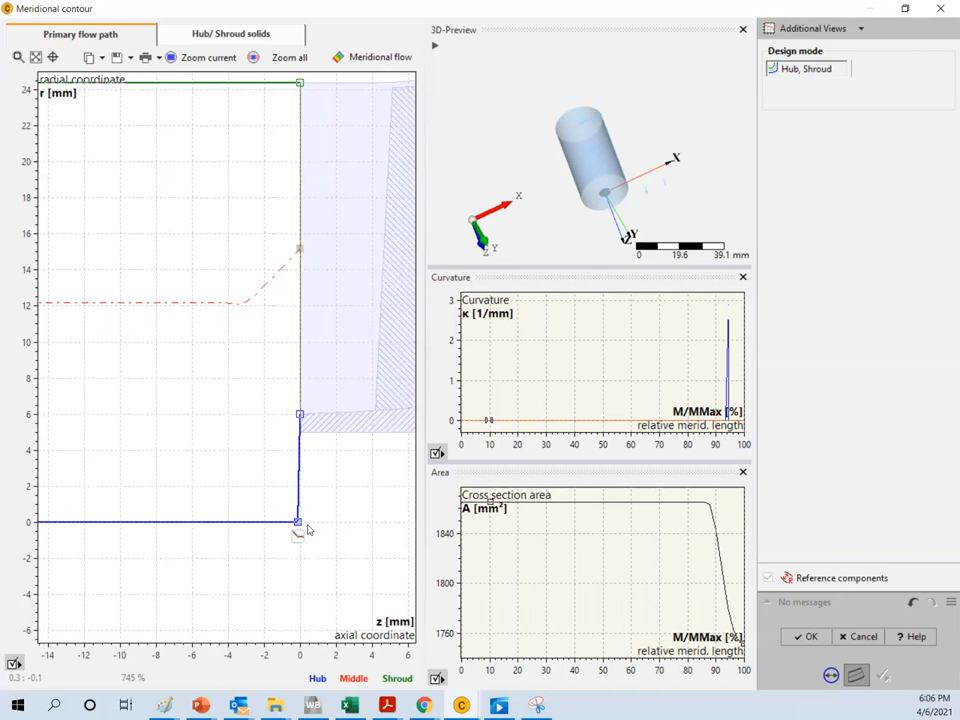 Meridional contour
Primary flow path
Hub/ Shroud solids
Zoom current
Zoom all
Meridional flow
radial coordinate
r [mm]
24
22
20
18
16
14
12
10
8
6
4
2
0
-2
-4
-6
z [mm]
axial coordinate
-14 -12 -10 -8 -6 -4 -2 0 2 4 6
0.3 : -0.1
745 %
Hub
Middle
Shroud
3D-Preview
X
Y
Z
X
Y
Z
0 19.6 39.1 mm
Curvature
Curvature
κ [1/mm]
3
2
1
0
M/MMax [%]
relative merid. length
0 10 20 30 40 50 60 70 80 90 100
Area
Cross section area
A [mm²]
1840
1800
1760
M/MMax [%]
relative merid. length
0 10 20 30 40 50 60 70 80 90 100
Additional Views
Design mode
Hub, Shroud
Reference components
No messages
OK
Cancel
? Help
6:06 PM
4/6/2021